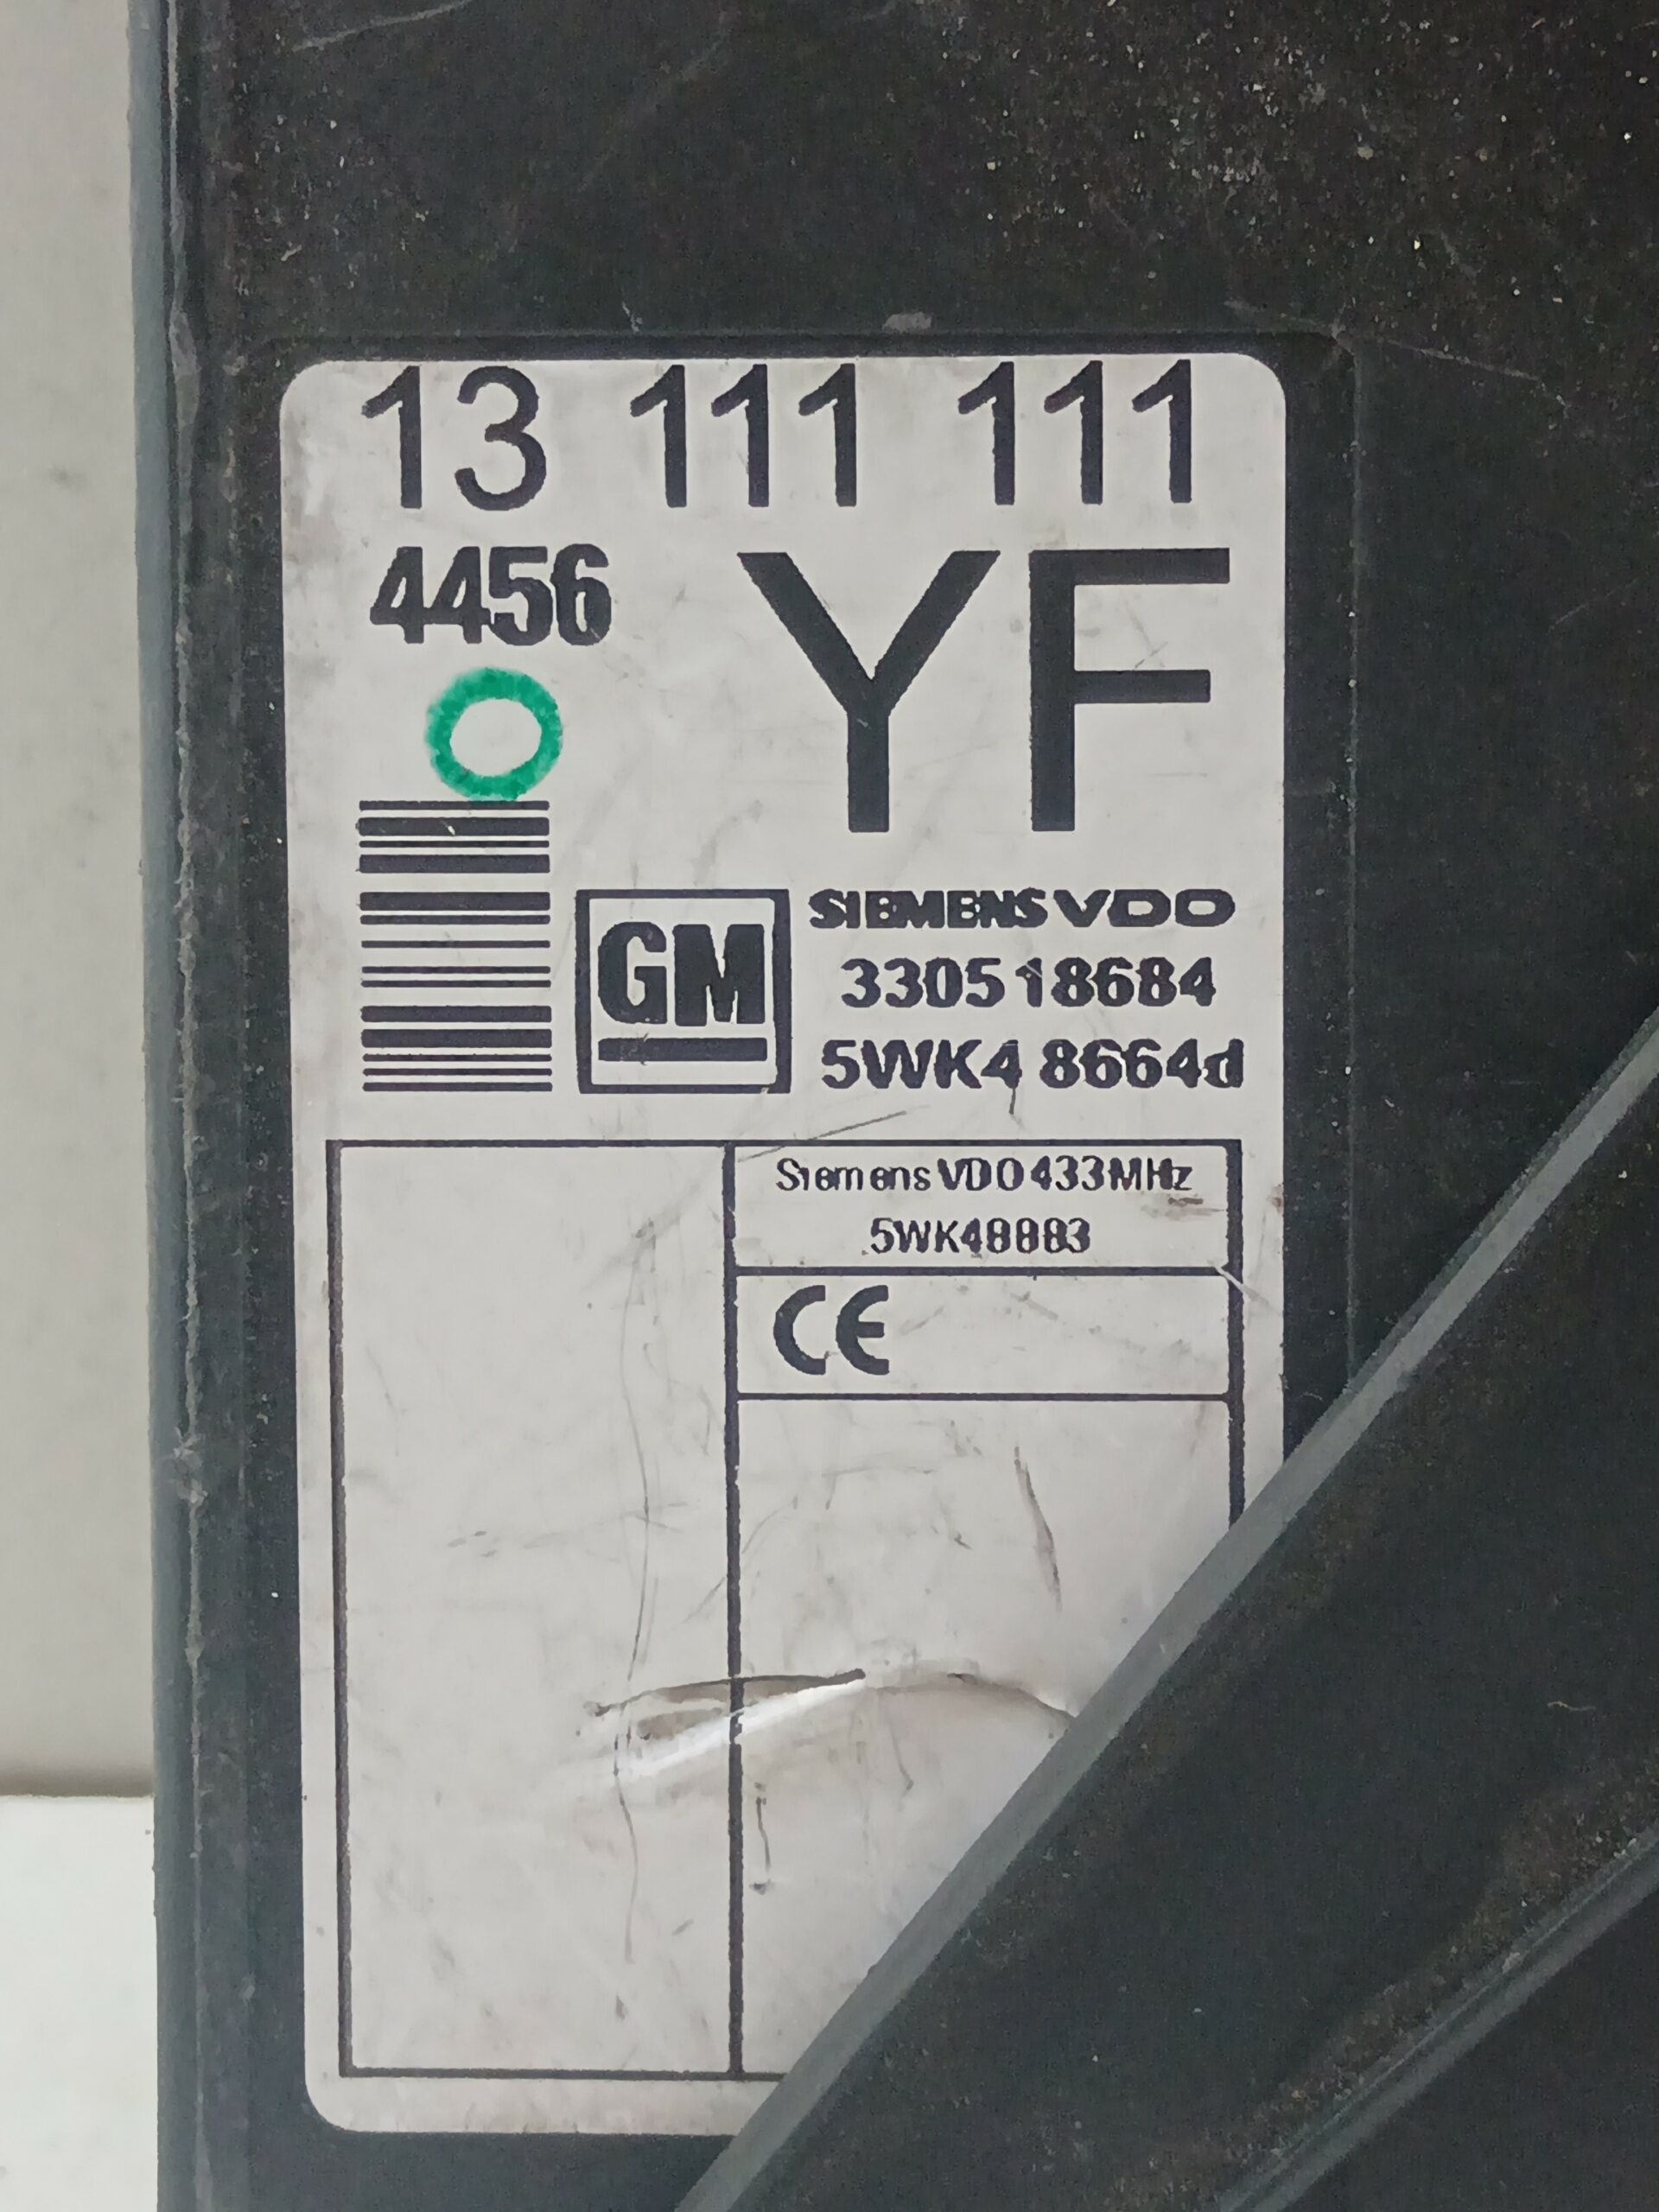 13 111 111
4456
YF
GM
SIEMENS VDO
330518684
5WK4 8664d
Siemens VDO 433MHz
5WK48883
CE